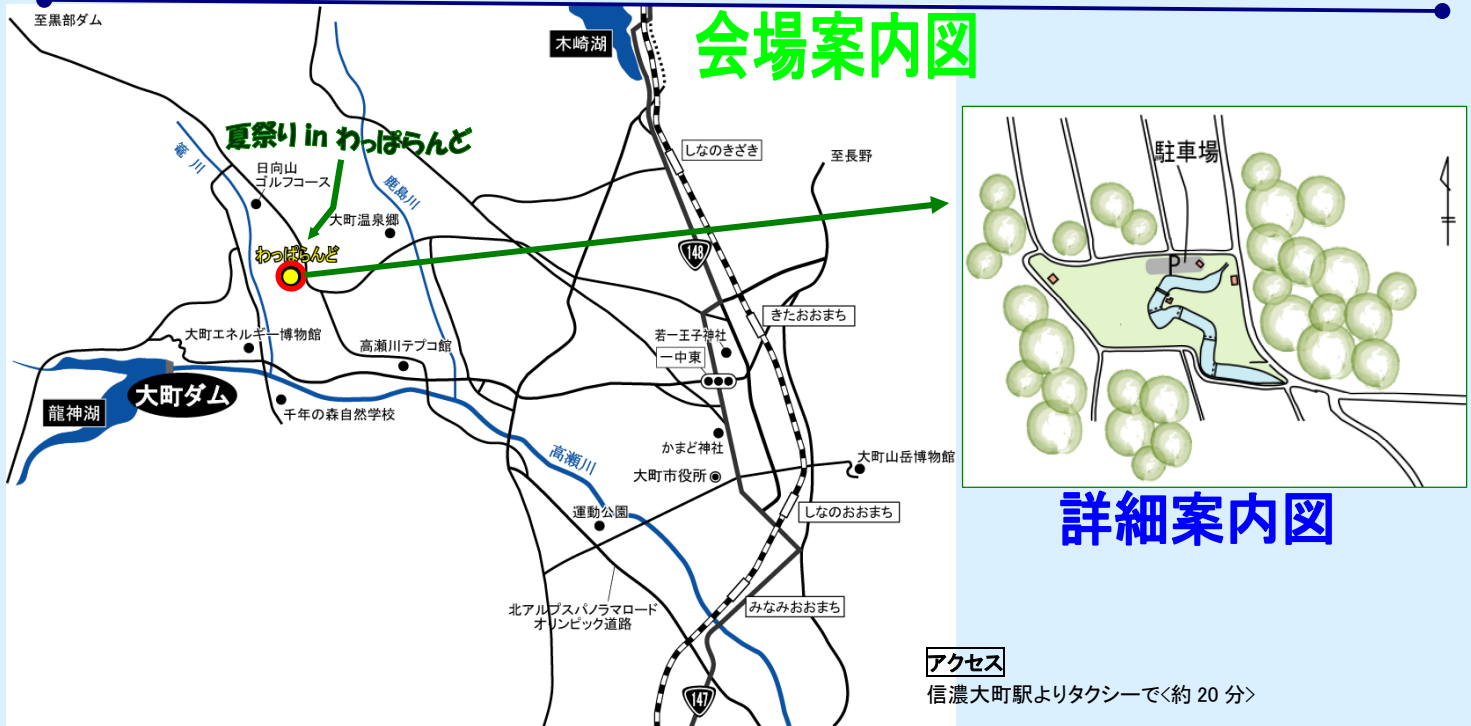 至黒部ダム
木崎湖
会場案内図
夏祭り in わっぱらんど
篭川
日向山
ゴルフコース
鹿島川
大町温泉郷
しなのきざき
至長野
駐車場
P
わっぱらんど
148
大町エネルギー博物館
高瀬川テプコ館
きたおおまち
若一王子神社
一中東
大町ダム
龍神湖
千年の森自然学校
かまど神社
高瀬川
大町市役所
大町山岳博物館
詳細案内図
運動公園
しなのおおまち
北アルプスパノラマロード
オリンピック道路
みなみおおまち
147
アクセス
信濃大町駅よりタクシーで<約 20 分>